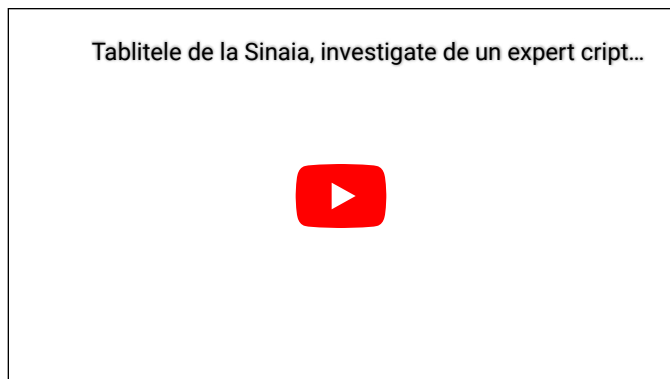 Tablitele de la Sinaia, investigate de un expert cript...